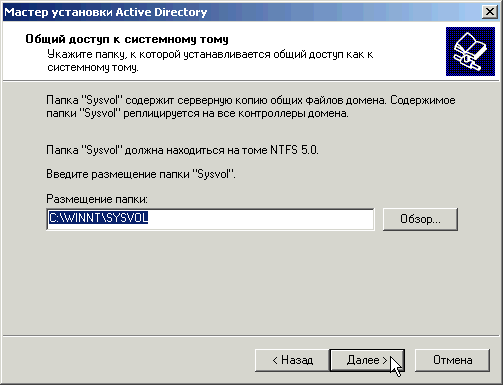 Мастер установки Active Directory
Общий доступ к системному тому
Укажите папку, к которой устанавливается общий доступ как к
системному тому.
Папка "Sysvol" содержит серверную копию общих файлов домена. Содержимое
папки "Sysvol" реплицируется на все контроллеры домена.
Папка "Sysvol" должна находиться на томе NTFS 5.0.
Введите размещение папки "Sysvol".
Размещение папки:
C:\WINNT\SYSVOL
Обзор...
< Назад
Далее >
Отмена